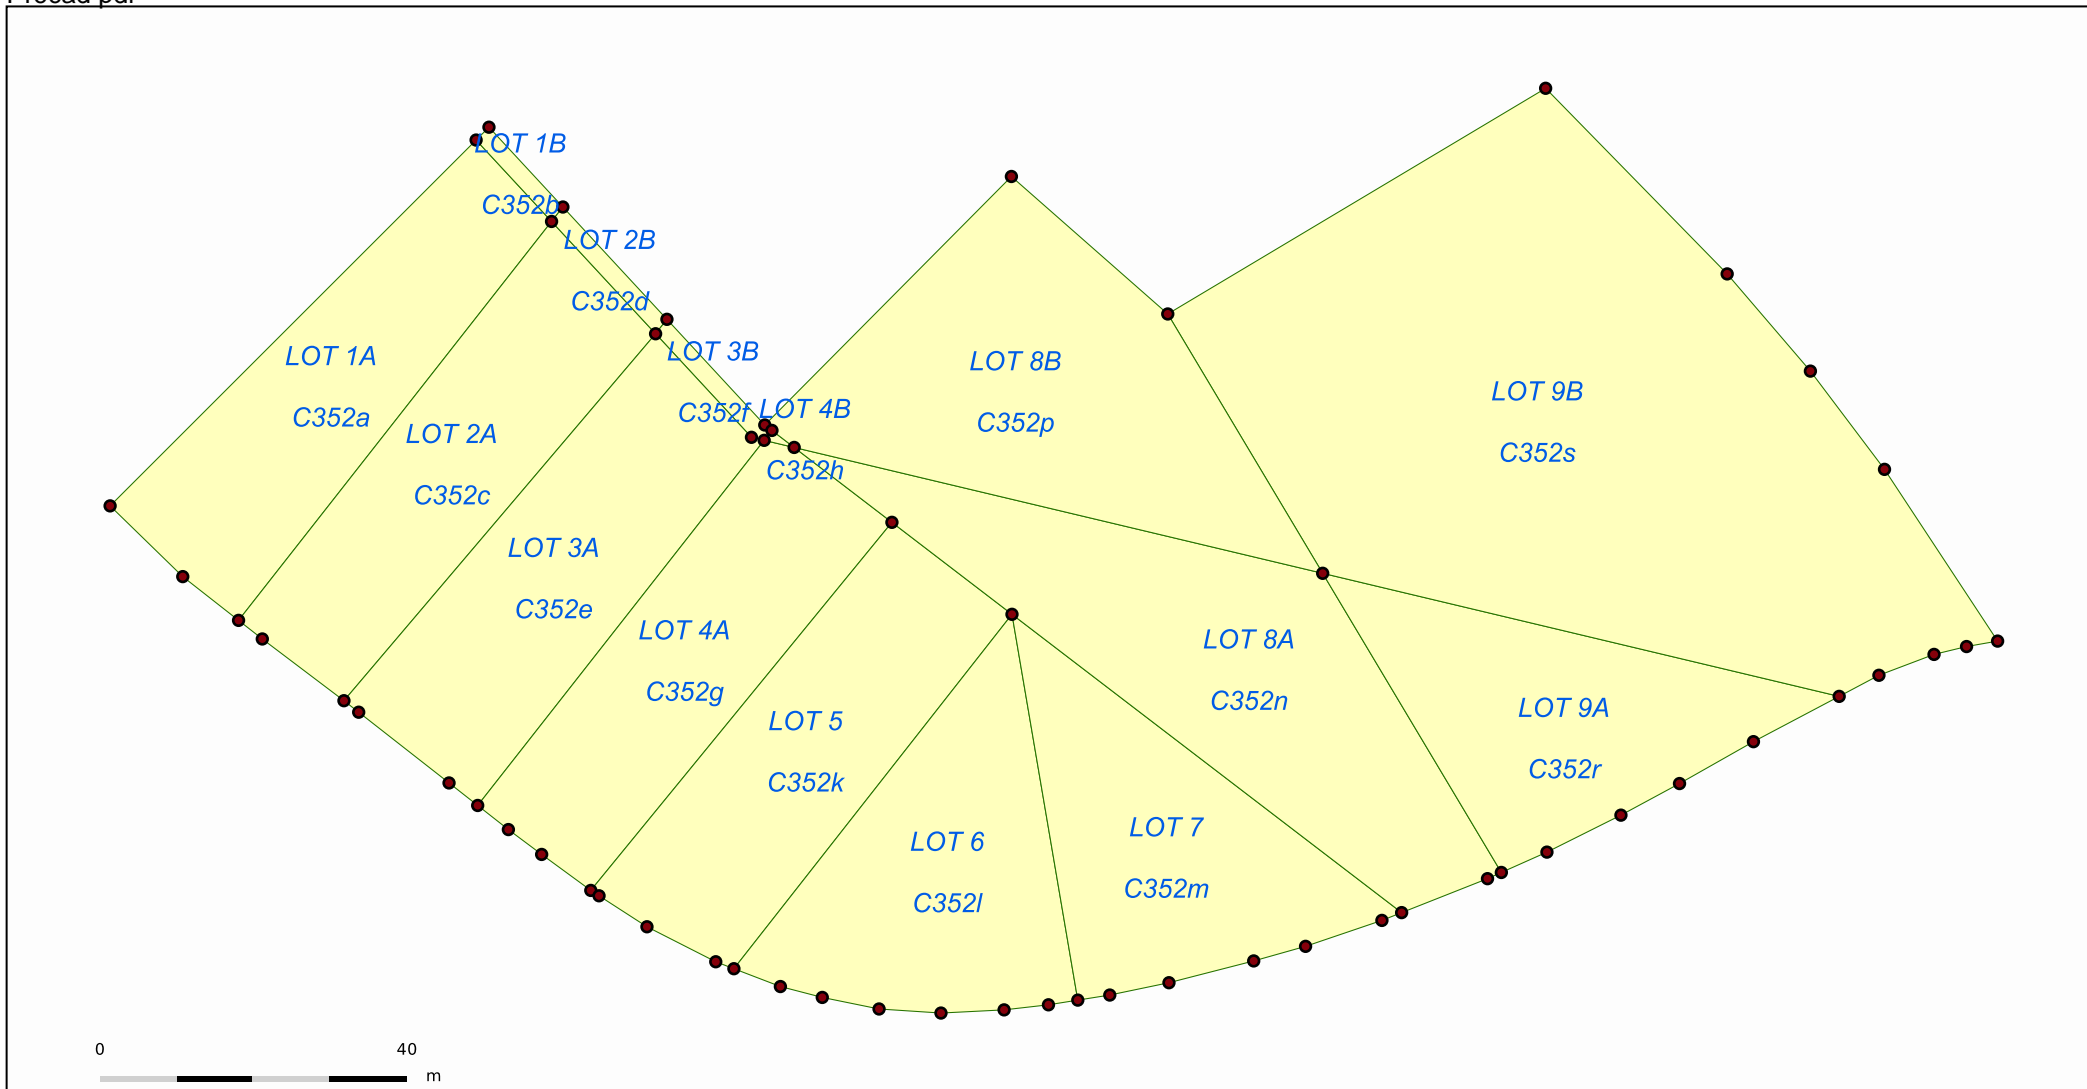 LOT 1B
C352b
LOT 2B
C352d
LOT 3B
C352f
LOT 4B
C352h
LOT 1A
C352a
LOT 2A
C352c
LOT 3A
C352e
LOT 4A
C352g
LOT 5
C352k
LOT 6
C352l
LOT 7
C352m
LOT 8B
C352p
LOT 8A
C352n
LOT 9B
C352s
LOT 9A
C352r
0 40
m